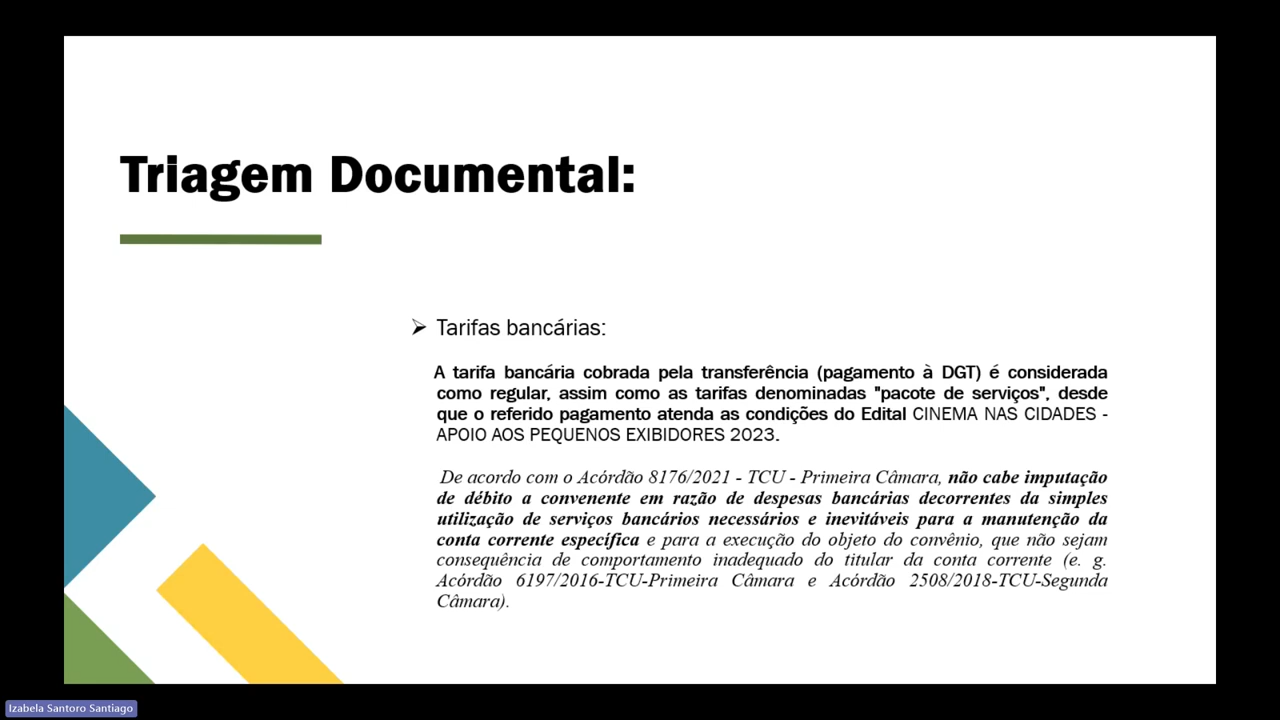 Triagem Documental:
➢ Tarifas bancárias:
A tarifa bancária cobrada pela transferência (pagamento à DGT) é considerada
como regular, assim como as tarifas denominadas "pacote de serviços", desde
que o referido pagamento atenda as condições do Edital CINEMA NAS CIDADES -
APOIO AOS PEQUENOS EXIBIDORES 2023.
De acordo com o Acórdão 8176/2021 - TCU - Primeira Câmara, não cabe imputação
de débito a convenente em razão de despesas bancárias decorrentes da simples
utilização de serviços bancários necessários e inevitáveis para a manutenção da
conta corrente específica e para a execução do objeto do convênio, que não sejam
consequência de comportamento inadequado do titular da conta corrente (e. g.
Acórdão 6197/2016-TCU-Primeira Câmara e Acórdão 2508/2018-TCU-Segunda
Câmara).
Izabela Santoro Santiago